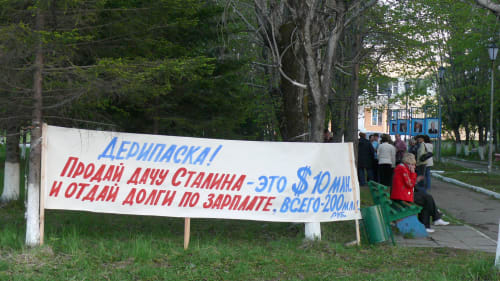 ДЕРИПАСКА!
ПРОДАЙ ДАЧУ СТАЛИНА - ЭТО $ 10 МЛН.
И ОТДАЙ ДОЛГИ ПО ЗАРПЛАТЕ, ВСЕГО - 200 МЛН.
РУБ.